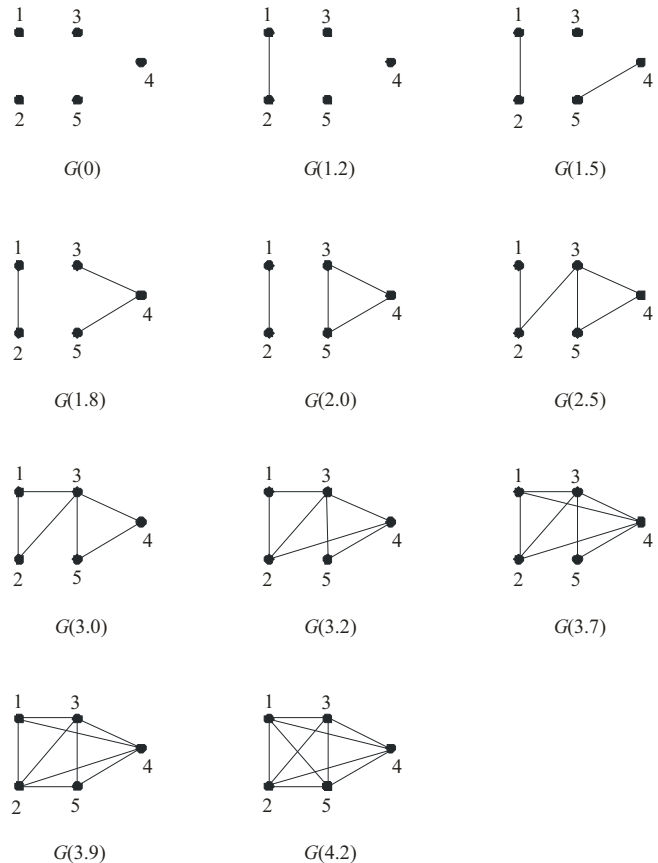 1 3 1 3 1 3
4 4 4
2 5 2 5 2 5
G(0) G(1.2) G(1.5)
1 3 1 3 1 3
4 4 4
2 5 2 5 2 5
G(1.8) G(2.0) G(2.5)
1 3 1 3 1 3
4 4 4
2 5 2 5 2 5
G(3.0) G(3.2) G(3.7)
1 3 1 3
4 4
2 5 2 5
G(3.9) G(4.2)